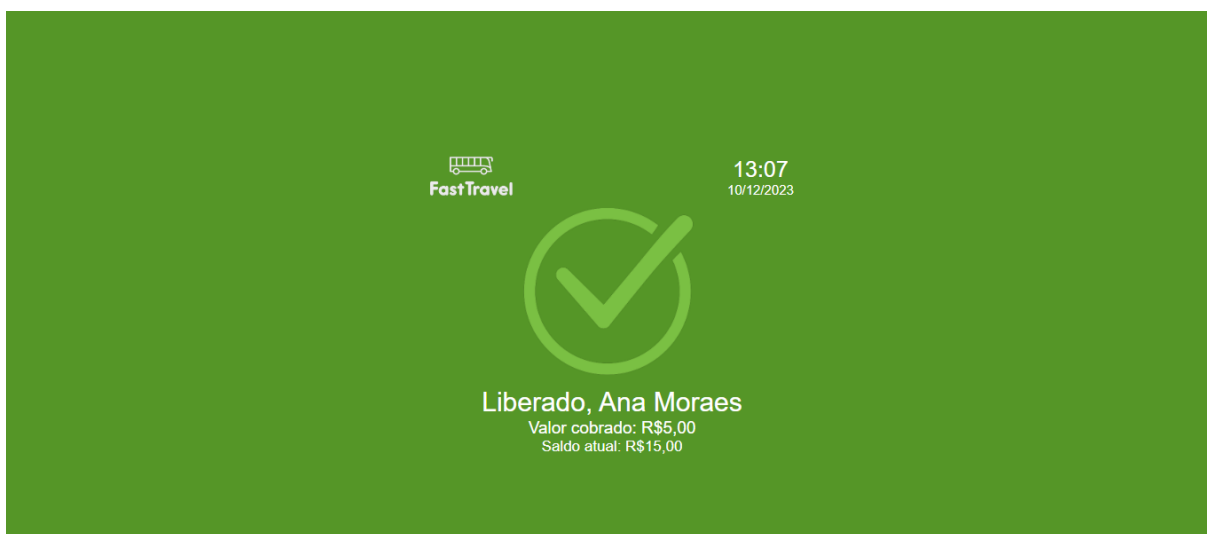 FastTravel
13:07
10/12/2023
Liberado, Ana Moraes
Valor cobrado: R$5,00
Saldo atual: R$15,00